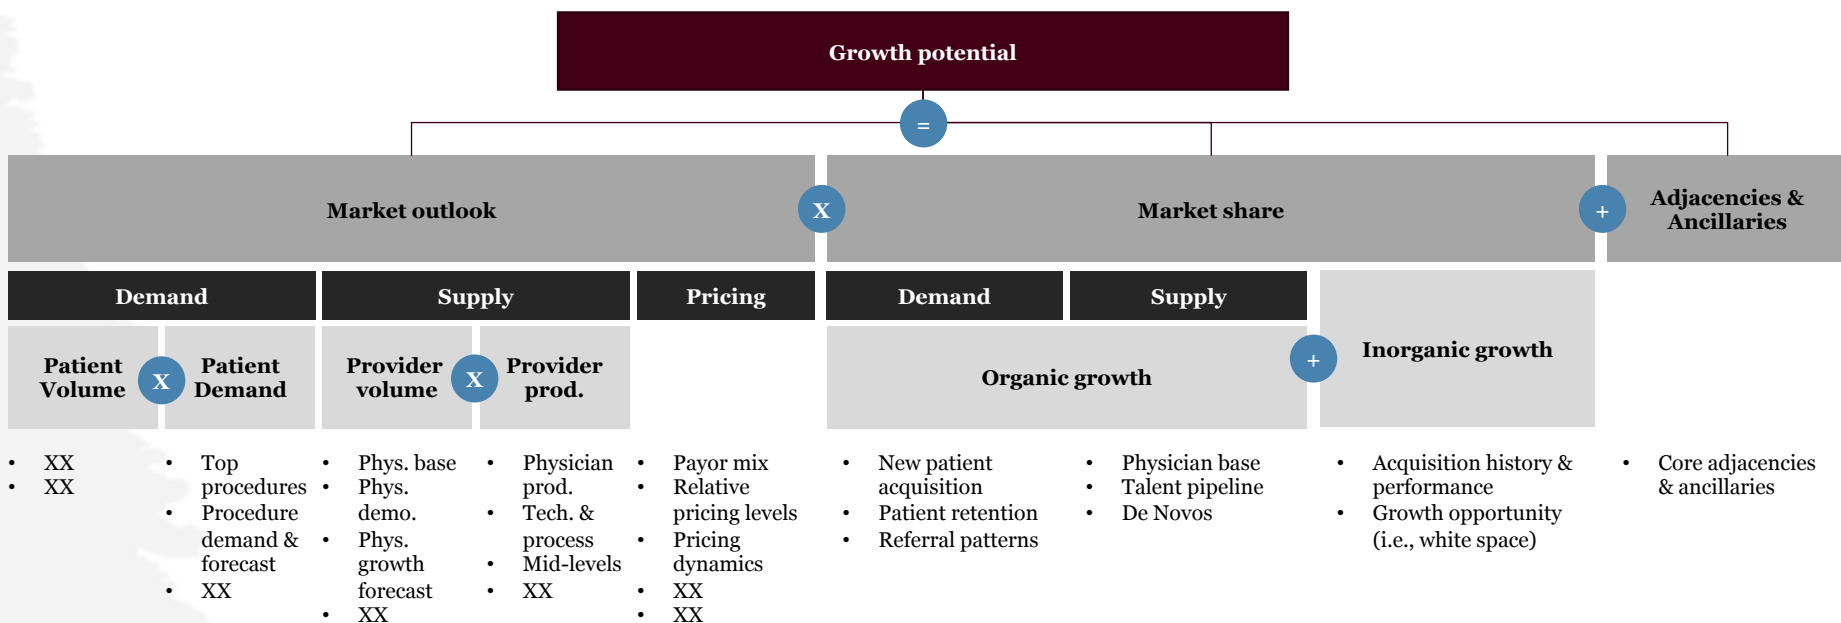 Growth potential
=
Market outlook
X
Market share
+
Adjacencies &
Ancillaries
Demand
Supply
Pricing
Demand
Supply
Patient
Volume
X
Patient
Demand
Provider
volume
X
Provider
prod.
Organic growth
+
Inorganic growth
• XX
• XX
• Top
procedures
• Procedure
demand &
forecast
• XX
• Phys. base
• Phys.
demo.
• Phys.
growth
forecast
• XX
• Physician
prod.
• Tech. &
process
• Mid-levels
• XX
• Payor mix
• Relative
pricing levels
• Pricing
dynamics
• XX
• XX
• New patient
acquisition
• Patient retention
• Referral patterns
• Physician base
• Talent pipeline
• De Novos
• Acquisition history &
performance
• Growth opportunity
(i.e., white space)
• Core adjacencies
& ancillaries